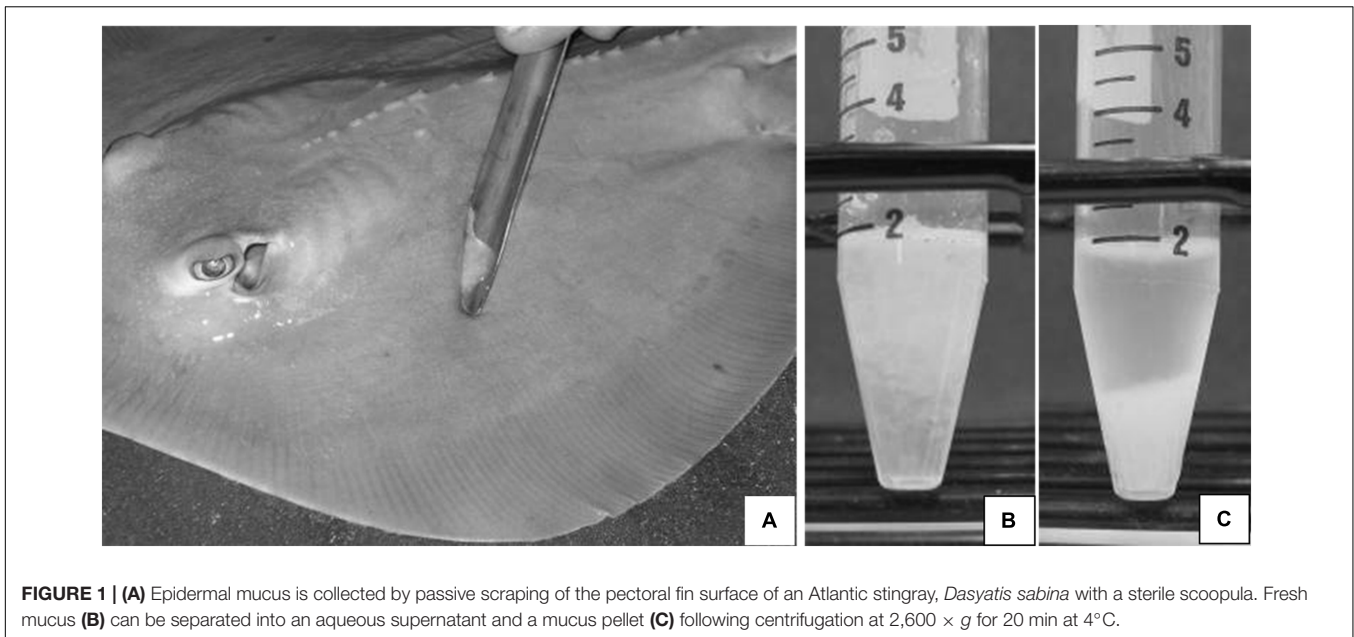 5
4
2
5
4
2
A
B
C
FIGURE 1 | (A) Epidermal mucus is collected by passive scraping of the pectoral fin surface of an Atlantic stingray, Dasyatis sabina with a sterile scoopula. Fresh
mucus (B) can be separated into an aqueous supernatant and a mucus pellet (C) following centrifugation at 2,600 × g for 20 min at 4°C.